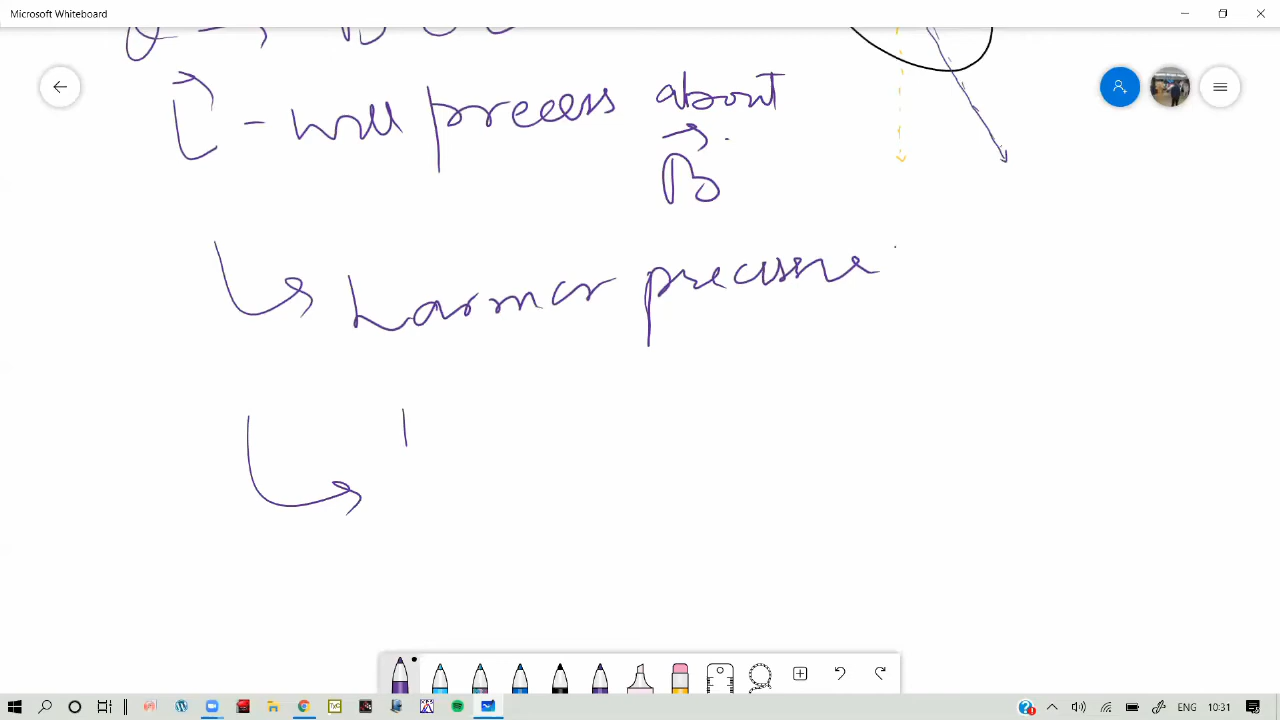 Microsoft Whiteboard
L - will precess about
B
Larmor precession
ENG 10:31